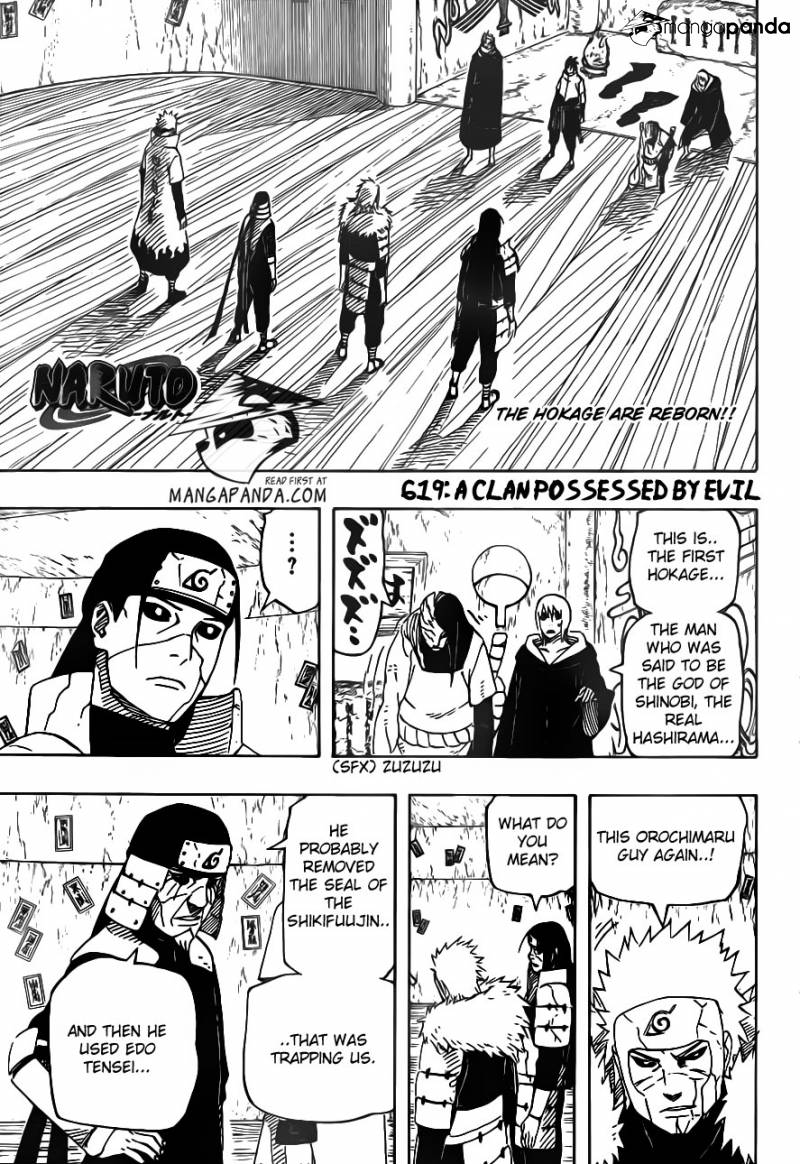 mangapanda
NARUTO
THE HOKAGE ARE REBORN!!
READ FIRST AT
MANGAPANDA.COM
619: A CLAN POSSESSED BY EVIL
THIS IS..
THE FIRST
HOKAGE...
THE MAN
WHO WAS
SAID TO BE
THE GOD OF
SHINOBI, THE
REAL
HASHIRAMA...
ズズズ…
(SFX) ZUZUZU
...?
THIS OROCHIMARU
GUY AGAIN..!
WHAT DO
YOU
MEAN?
HE
PROBABLY
REMOVED
THE SEAL OF
THE
SHIKIFUUJIN..
..THAT WAS
TRAPPING US.
AND THEN HE
USED EDO
TENSEI...